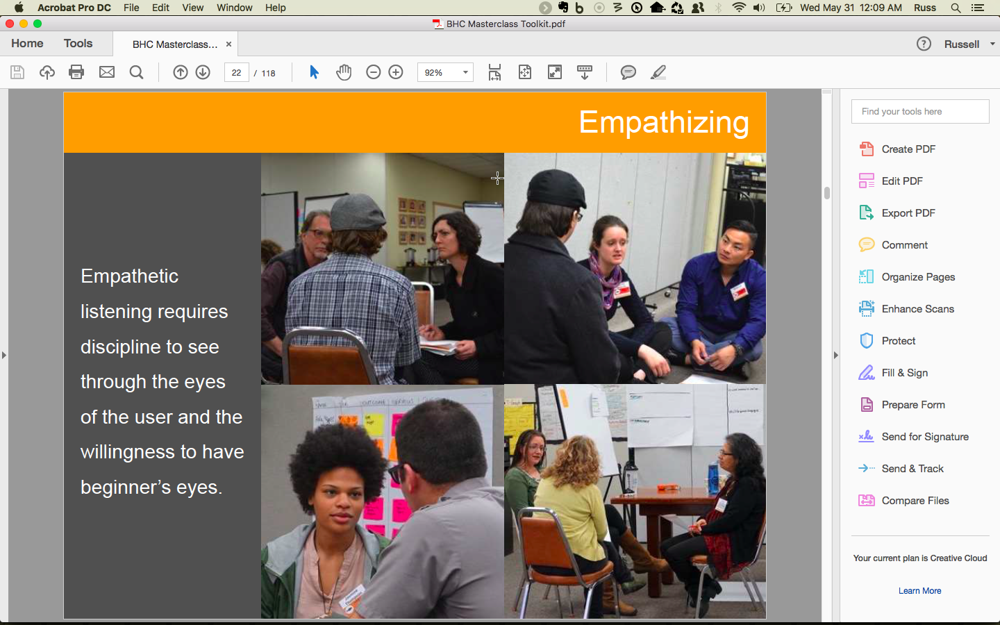 Acrobat Pro DC File Edit View Window Help Wed May 31 12:09 AM Russ
BHC Masterclass Toolkit.pdf
Home Tools BHC Masterclass... × Russell
22 / 118 92%
Empathizing
Empathetic
listening requires
discipline to see
through the eyes
of the user and the
willingness to have
beginner’s eyes.
Find your tools here
Create PDF
Edit PDF
Export PDF
Comment
Organize Pages
Enhance Scans
Protect
Fill & Sign
Prepare Form
Send for Signature
Send & Track
Compare Files
Your current plan is Creative Cloud
Learn More